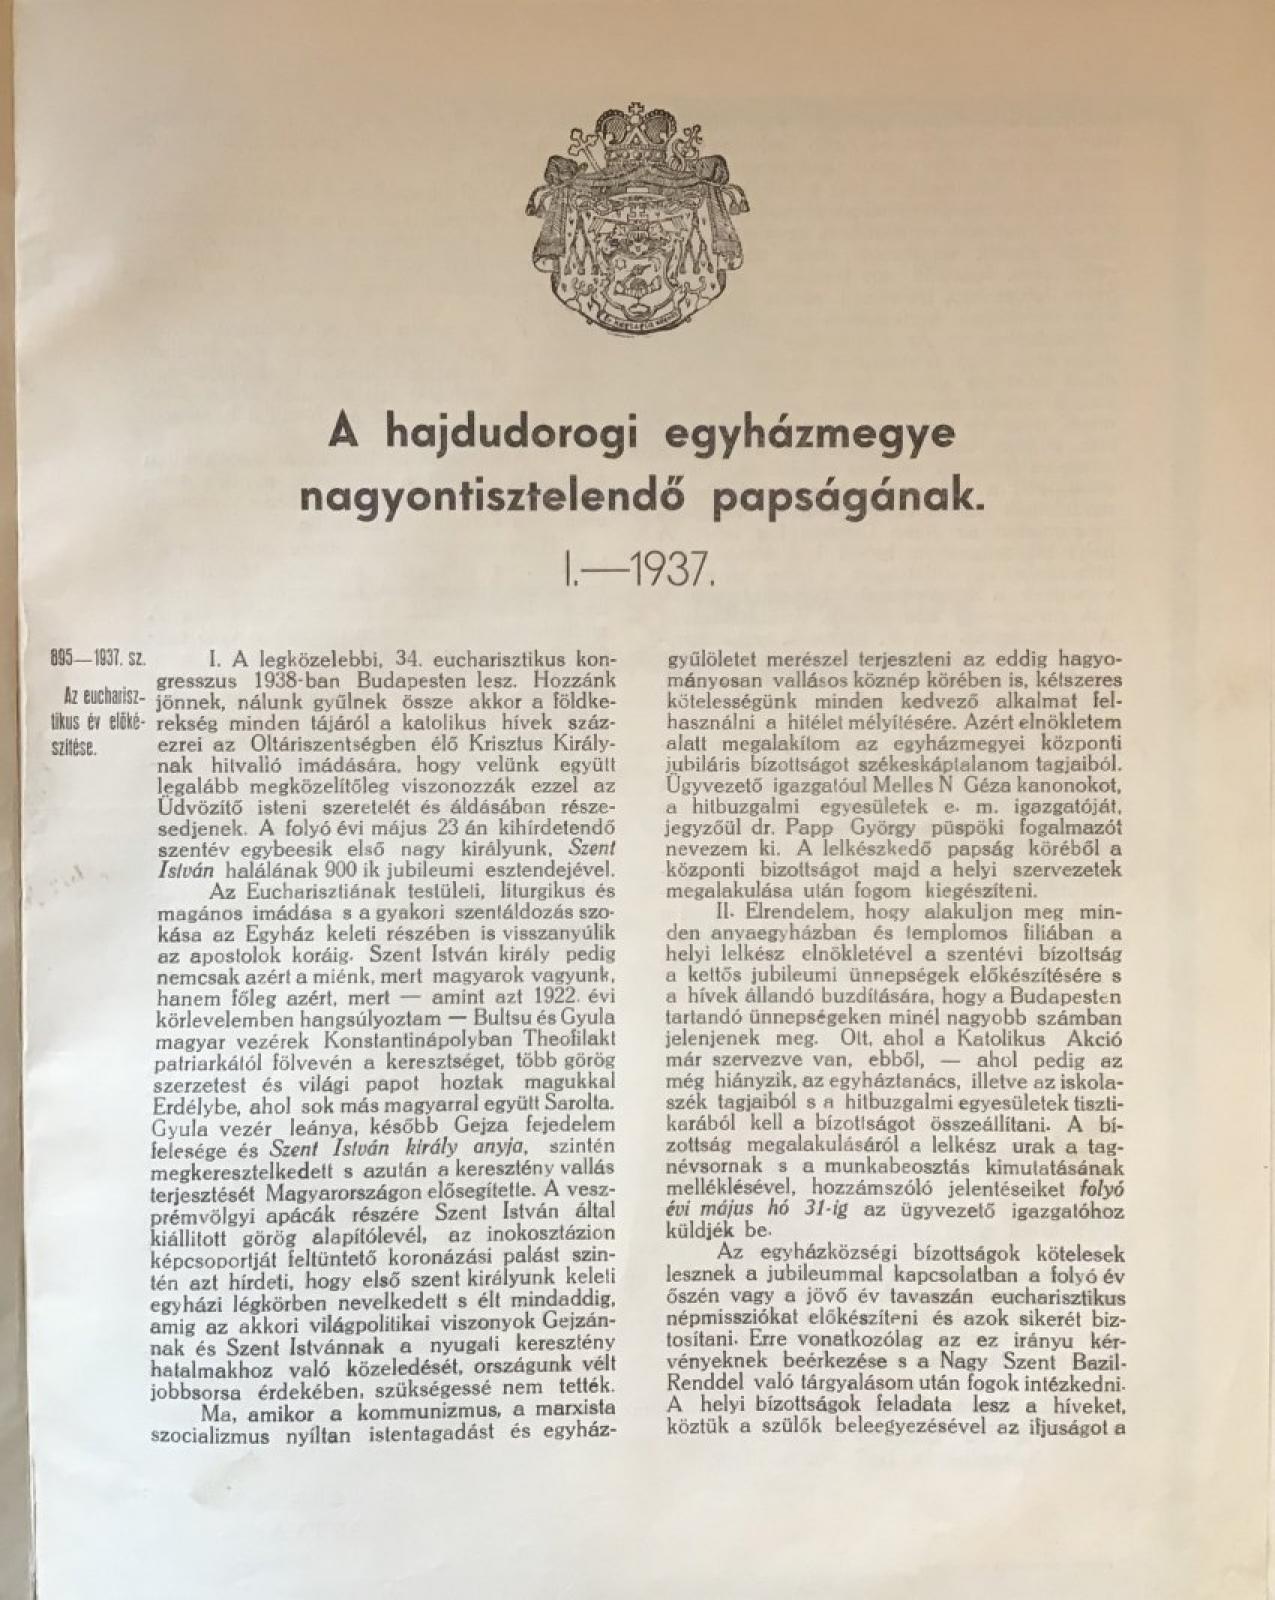 A hajdudorogi egyházmegye
nagyontisztelendő papságának.
I.—1937.
895—1937. sz.
Az eucharisz-
tikus év előké-
szítése.
I. A legközelebbi, 34. eucharisztikus kon-
gresszus 1938-ban Budapesten lesz. Hozzánk
jönnek, nálunk gyűlnek össze akkor a földke-
rekség minden tájáról a katolikus hívek száz-
ezrei az Oltáriszentségben élő Krisztus Király-
nak hitvalló imádására, hogy velünk együtt
legalább megközelítőleg viszonozzák ezzel az
Üdvözítő isteni szeretetét és áldásában része-
sedjenek. A folyó évi május 23 án kihírdetendő
szentév egybeesik első nagy királyunk, Szent
István halálának 900 ik jubileumi esztendejével.
Az Eucharisztiának testületi, liturgikus és
magános imádása s a gyakori szentáldozás szo-
kása az Egyház keleti részében is visszanyúlik
az apostolok koráig. Szent István király pedig
nemcsak azért a miénk, mert magyarok vagyunk,
hanem főleg azért, mert — amint azt 1922. évi
körlevelemben hangsúlyoztam — Bultsu és Gyula
magyar vezérek Konstantinápolyban Theofilakt
patriarkától fölvevén a keresztséget, több görög
szerzetest és világi papot hoztak magukkal
Erdélybe, ahol sok más magyarral együtt Sarolta.
Gyula vezér leánya, később Gejza fejedelem
felesége és Szent István király anyja, szintén
megkeresztelkedett s azután a keresztény vallás
terjesztését Magyarországon elősegítette. A vesz-
prémvölgyi apácák részére Szent István által
kiállitott görög alapítólevél, az inokosztázion
képcsoportját feltüntető koronázási palást szin-
tén azt hírdeti, hogy első szent királyunk keleti
egyházi légkörben nevelkedett s élt mindaddig,
amig az akkori világpolitikai viszonyok Gejzán-
nak és Szent Istvánnak a nyugati keresztény
hatalmakhoz való közeledését, országunk vélt
jobbsorsa érdekében, szükségessé nem tették.
Ma, amikor a kommunizmus, a marxista
szocializmus nyíltan istentagadást és egyház-
gyűlöletet merészel terjeszteni az eddig hagyo-
mányosan vallásos köznép körében is, kétszeres
kötelességünk minden kedvező alkalmat fel-
használni a hitélet mélyítésére. Azért elnökletem
alatt megalakítom az egyházmegyei központi
jubiláris bízottságot székeskáptalanom tagjaiból.
Ügyvezető igazgatóul Melles N Géza kanonokot,
a hitbuzgalmi egyesületek e. m. igazgatóját,
jegyzőül dr. Papp György püspöki fogalmazót
nevezem ki. A lelkészkedő papság köréből a
központi bizottságot majd a helyi szervezetek
megalakulása után fogom kiegészíteni.
II. Elrendelem, hogy alakuljon meg min-
den anyaegyházban és templomos filiában a
helyi lelkész elnökletével a szentévi bízottság
a kettős jubileumi ünnepségek előkészítésére s
a hívek állandó buzdítására, hogy a Budapesten
tartandó ünnepségeken minél nagyobb számban
jelenjenek meg. Ott, ahol a Katolikus Akció
már szervezve van, ebből, — ahol pedig az
még hiányzik, az egyháztanács, illetve az iskola-
szék tagjaiból s a hitbuzgalmi egyesületek tiszti-
karából kell a bízottságot összeállítani. A bí-
zottság megalakulásáról a lelkész urak a tag-
névsornak s a munkabeosztás kimutatásának
melléklésével, hozzámszóló jelentéseiket folyó
évi május hó 31-ig az ügyvezető igazgatóhoz
küldjék be.
Az egyházközségi bízottságok kötelesek
lesznek a jubileummal kapcsolatban a folyó év
őszén vagy a jövő év tavaszán eucharisztikus
népmissziókat előkészíteni és azok sikerét biz-
tosítani. Erre vonatkozólag az ez irányu kér-
vényeknek beérkezése s a Nagy Szent Bazil-
Renddel való tárgyalásom után fogok intézkedni.
A helyi bízottságok feladata lesz a híveket,
köztük a szülők beleegyezésével az ifjuságot a